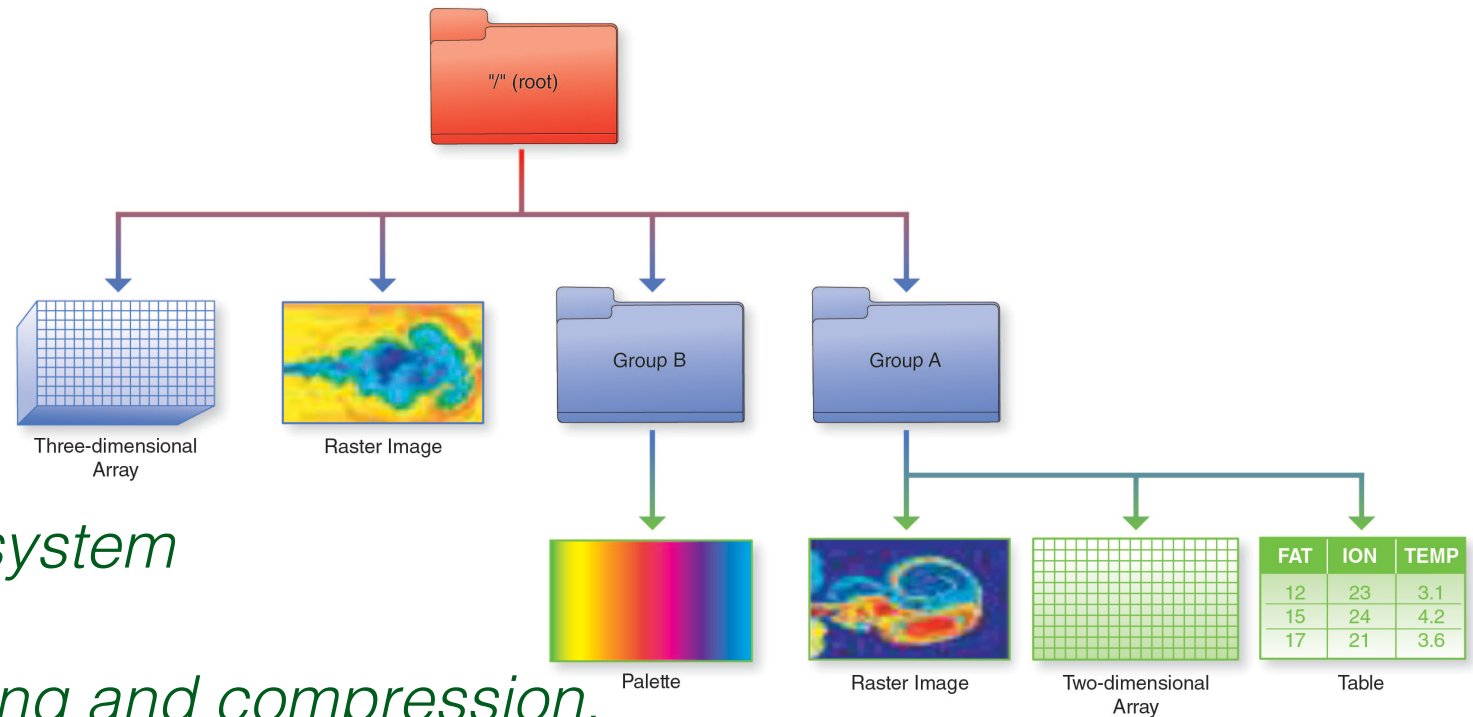 "/" (root)
Group B
Group A
Three-dimensional
Array
Raster Image
system
FAT ION TEMP
12 23 3.1
15 24 4.2
17 21 3.6
ng and compression.
Palette
Raster Image
Two-dimensional
Array
Table